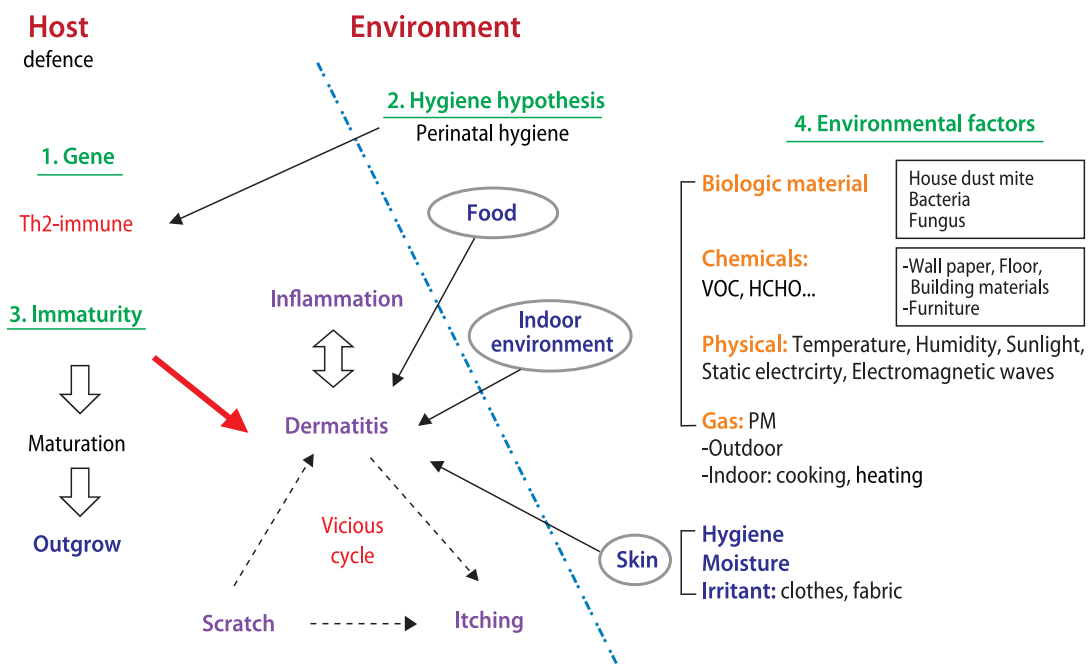 Host
defence
Environment
2. Hygiene hypothesis
Perinatal hygiene
4. Environmental factors
1. Gene
Th2-immune
3. Immaturity
Maturation
Outgrow
Food
Inflammation
Indoor
environment
Dermatitis
Vicious
cycle
Scratch
Itching
Skin
Biologic material
House dust mite
Bacteria
Fungus
Chemicals:
VOC, HCHO...
-Wall paper, Floor,
Building materials
-Furniture
Physical: Temperature, Humidity, Sunlight,
Static electrcirty, Electromagnetic waves
Gas: PM
-Outdoor
-Indoor: cooking, heating
Hygiene
Moisture
Irritant: clothes, fabric